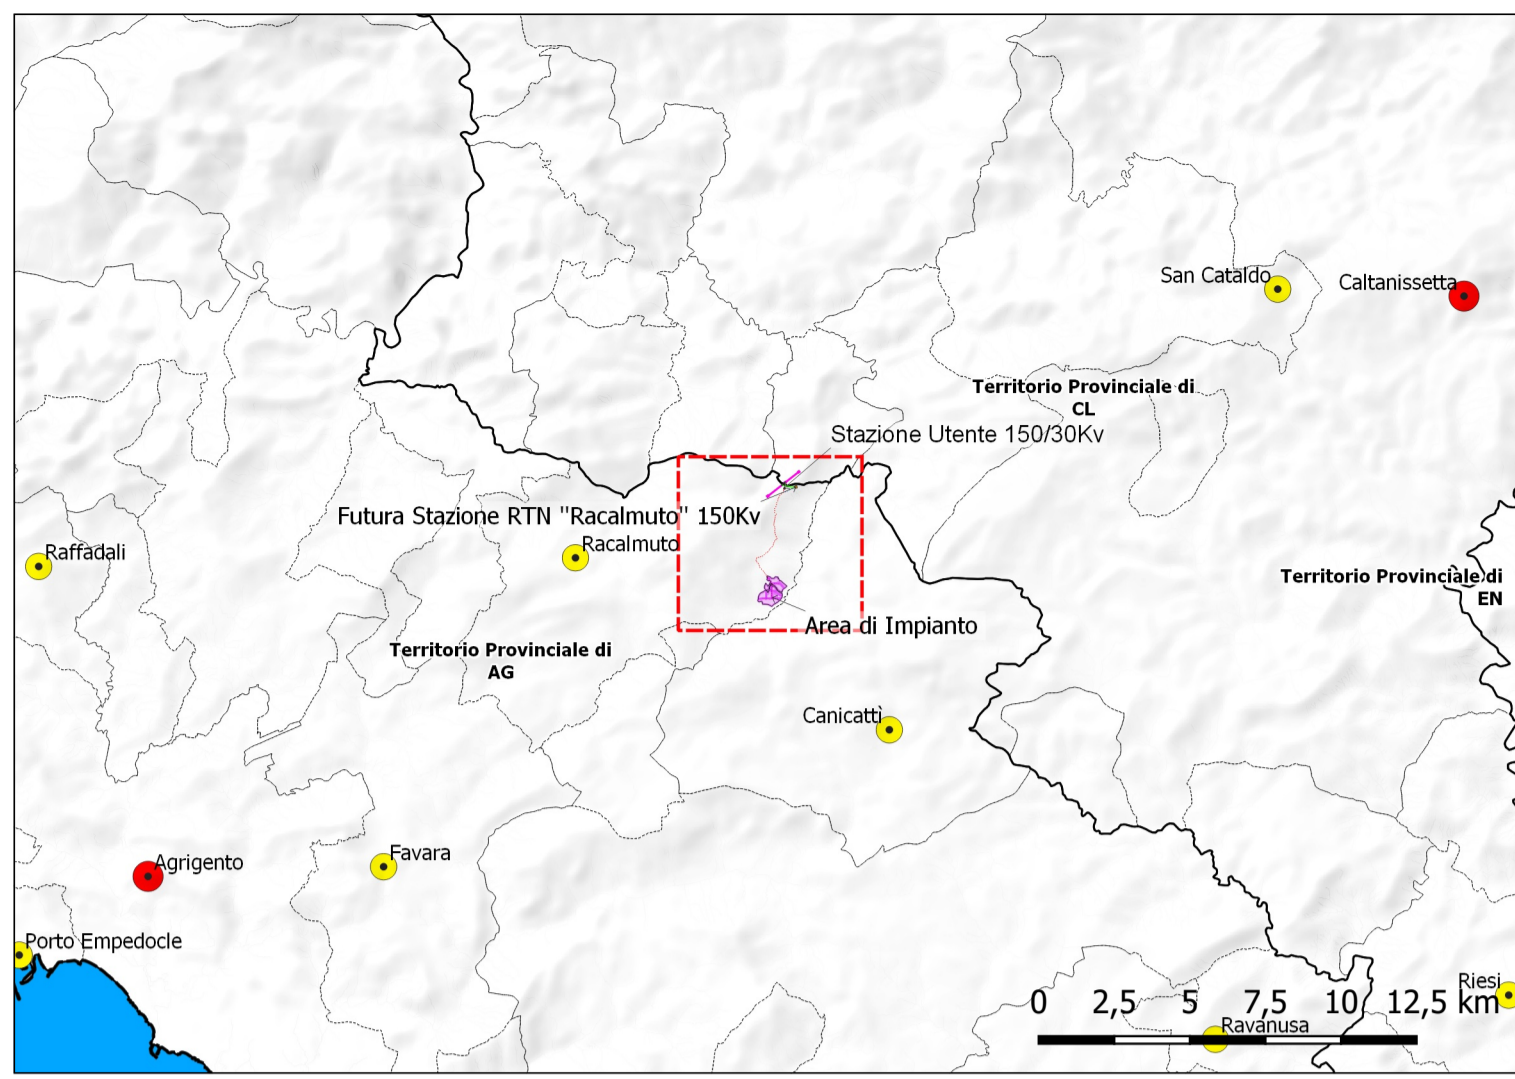 San Cataldo
Caltanissetta
Territorio Provinciale di
CL
Stazione Utente 150/30Kv
Futura Stazione RTN "Racalmuto" 150Kv
Racalmuto
Raffadali
Territorio Provinciale di
EN
Area di Impianto
Territorio Provinciale di
AG
Canicattì
Favara
Agrigento
Porto Empedocle
Riesi
0 2,5 5 7,5 10 12,5 km
Ravanusa